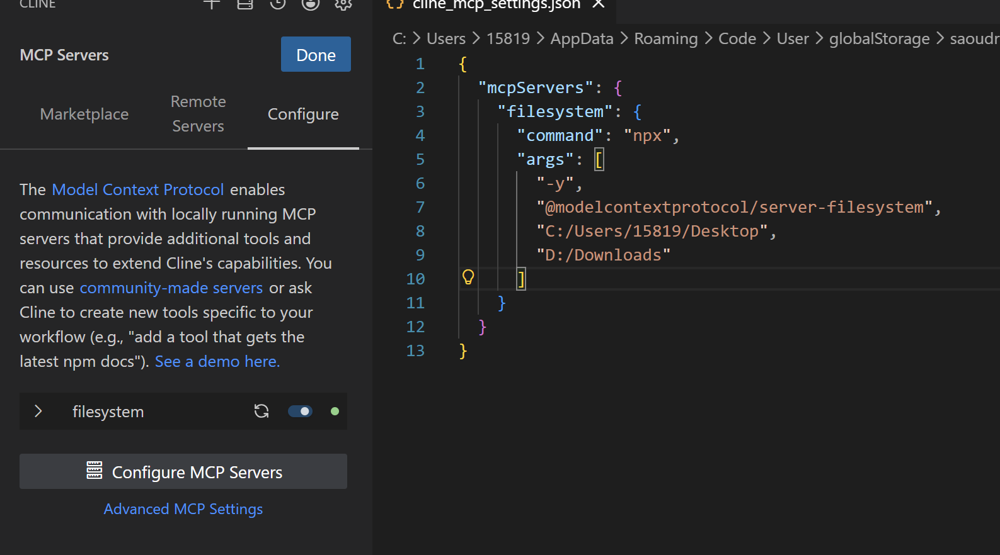 CLINE
MCP Servers
Done
Marketplace
Remote
Servers
Configure
The Model Context Protocol enables
communication with locally running MCP
servers that provide additional tools and
resources to extend Cline's capabilities. You
can use community-made servers or ask
Cline to create new tools specific to your
workflow (e.g., "add a tool that gets the
latest npm docs"). See a demo here.
filesystem
Configure MCP Servers
Advanced MCP Settings
{} cline_mcp_settings.json
C: > Users > 15819 > AppData > Roaming > Code > User > globalStorage > saoudr
1 {
2 "mcpServers": {
3 "filesystem": {
4 "command": "npx",
5 "args": [
6 "-y",
7 "@modelcontextprotocol/server-filesystem",
8 "C:/Users/15819/Desktop",
9 "D:/Downloads"
10 ]
11 }
12 }
13 }